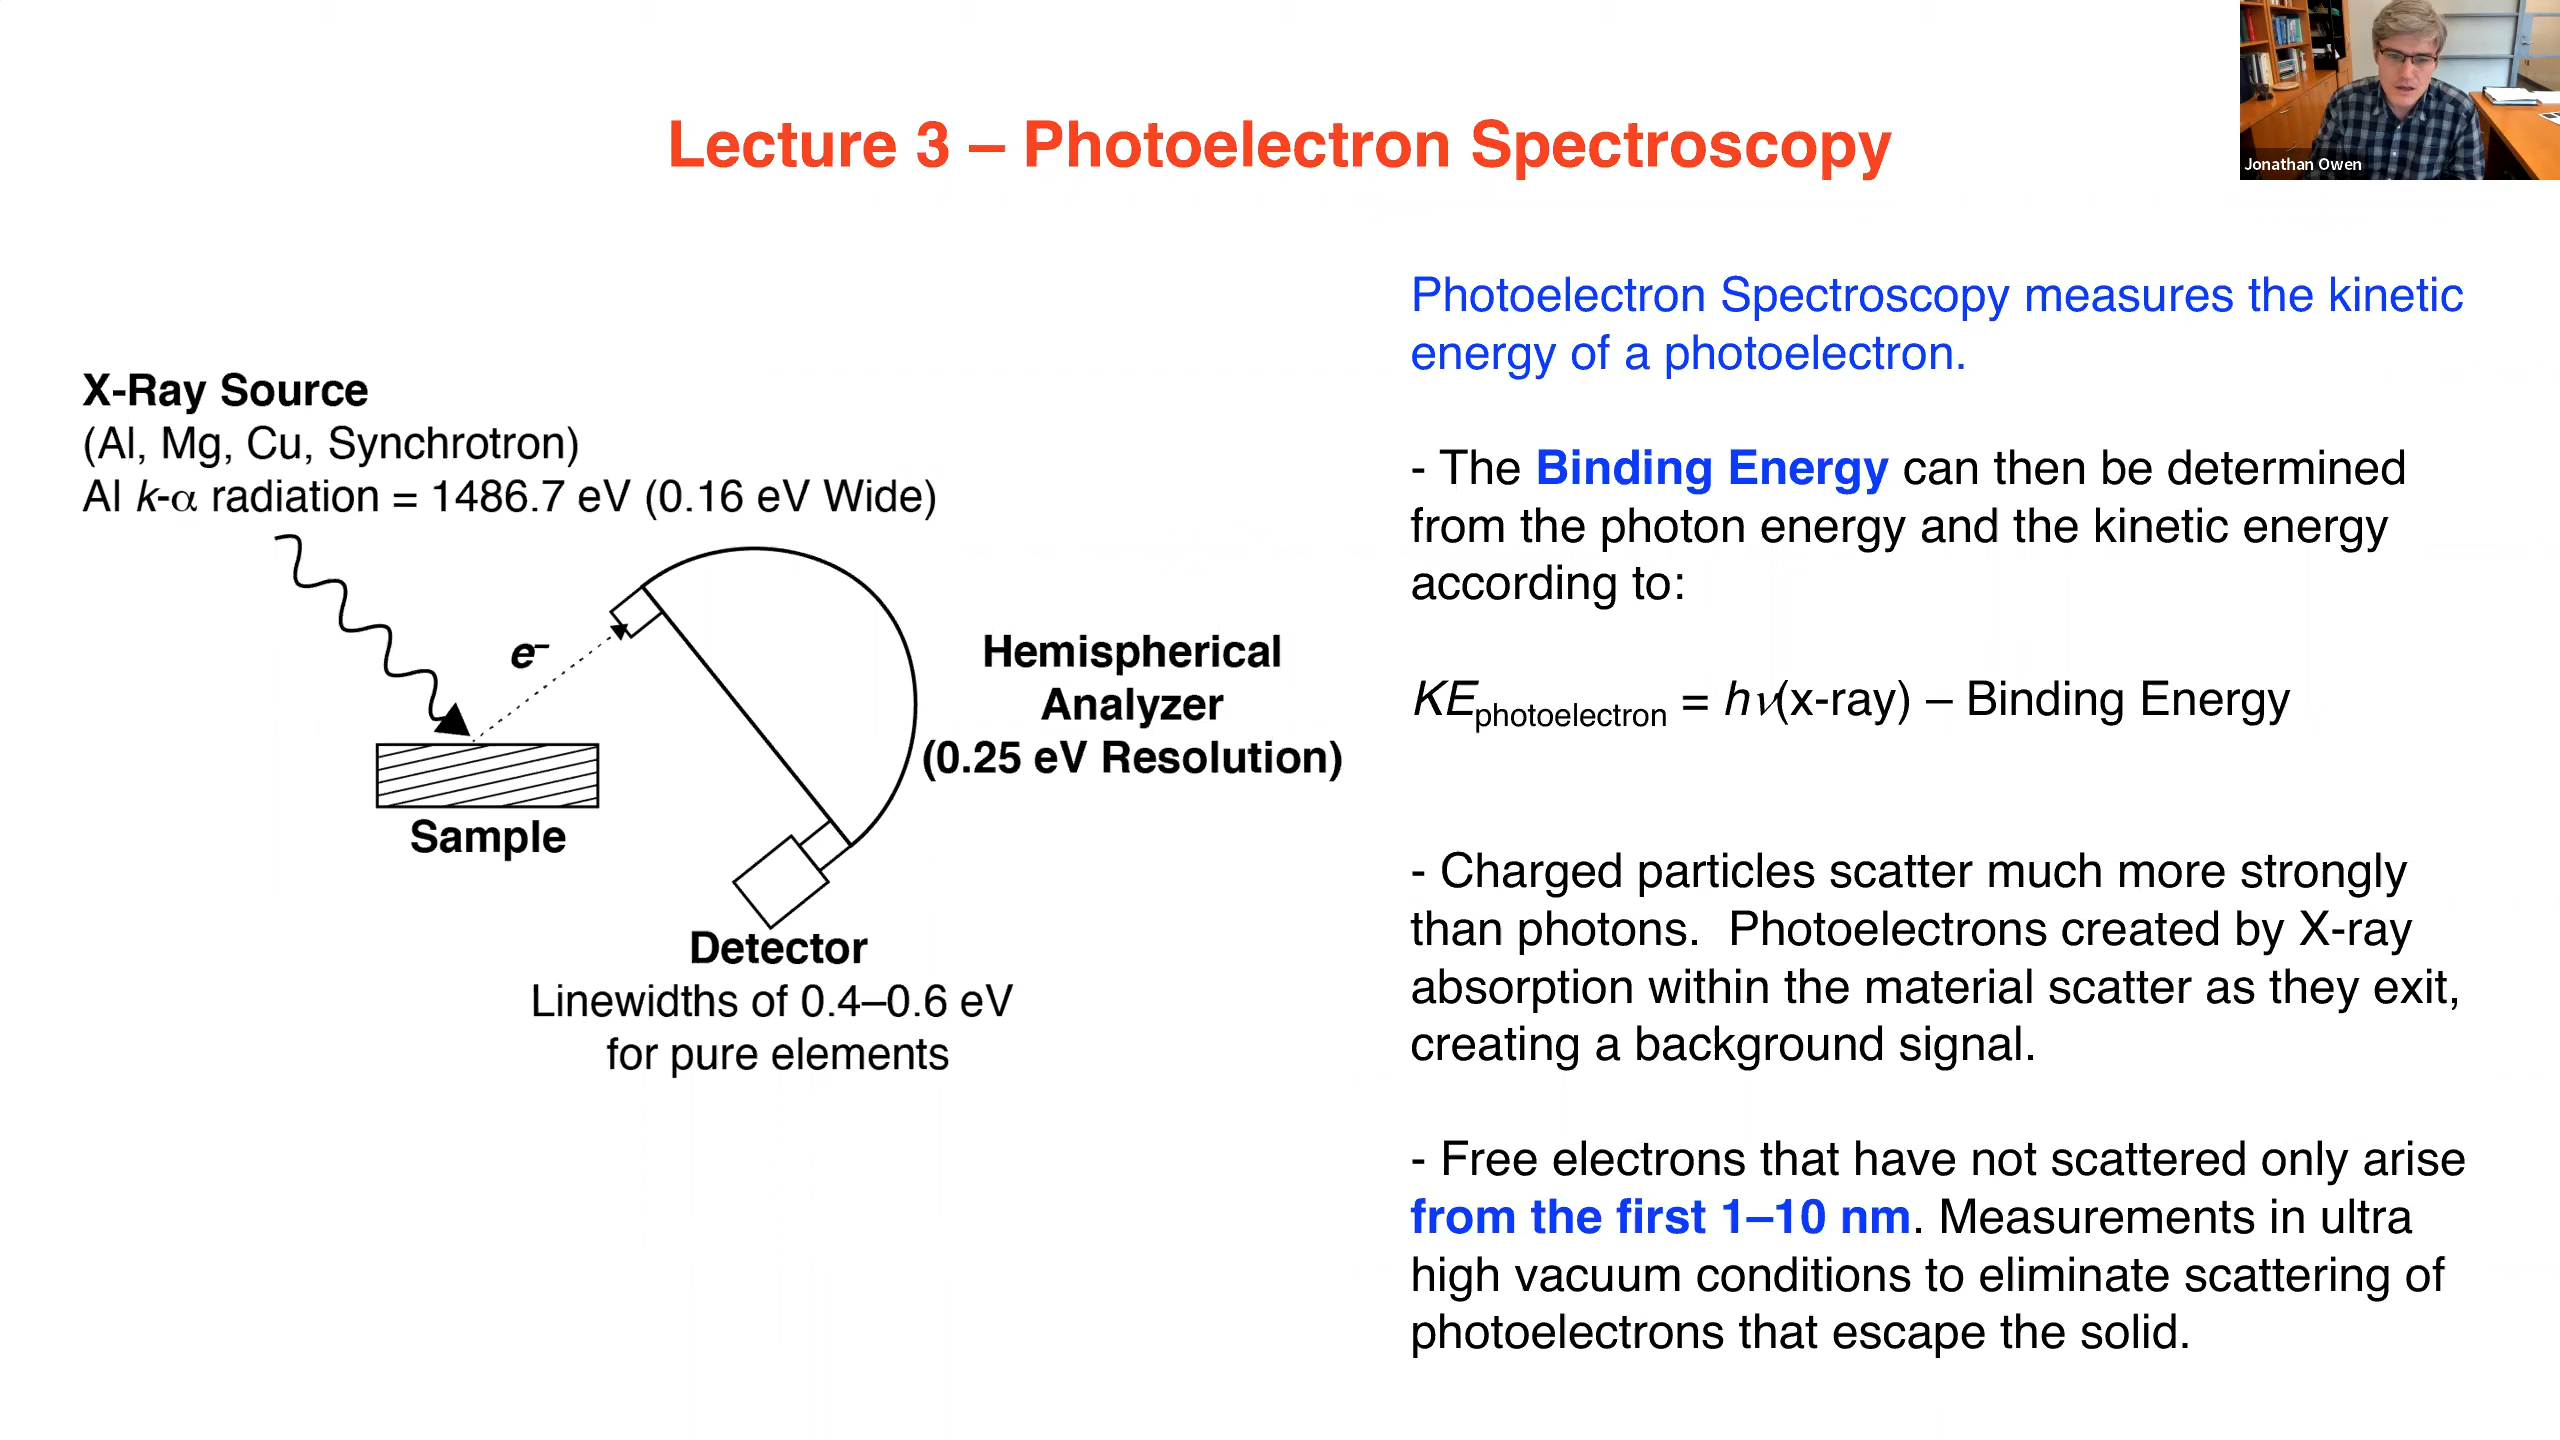 Jonathan Owen
Lecture 3 – Photoelectron Spectroscopy
X-Ray Source
(Al, Mg, Cu, Synchrotron)
Al k-α radiation = 1486.7 eV (0.16 eV Wide)
e–
Hemispherical
Analyzer
(0.25 eV Resolution)
Sample
Detector
Linewidths of 0.4–0.6 eV
for pure elements
Photoelectron Spectroscopy measures the kinetic
energy of a photoelectron.
- The Binding Energy can then be determined
from the photon energy and the kinetic energy
according to:
KEphotoelectron = hν(x-ray) – Binding Energy
- Charged particles scatter much more strongly
than photons.  Photoelectrons created by X-ray
absorption within the material scatter as they exit,
creating a background signal.
- Free electrons that have not scattered only arise
from the first 1–10 nm. Measurements in ultra
high vacuum conditions to eliminate scattering of
photoelectrons that escape the solid.